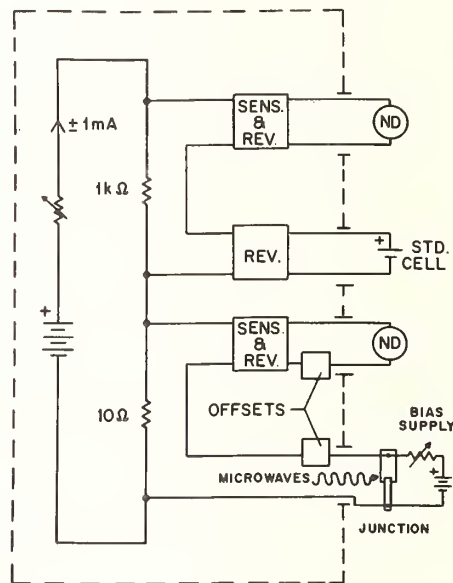 ± 1mA
SENS.
&
REV.
ND
1kΩ
REV.
+
STD.
CELL
+
SENS.
&
REV.
ND
10Ω
OFFSETS
BIAS
SUPPLY
MICROWAVES
+
JUNCTION